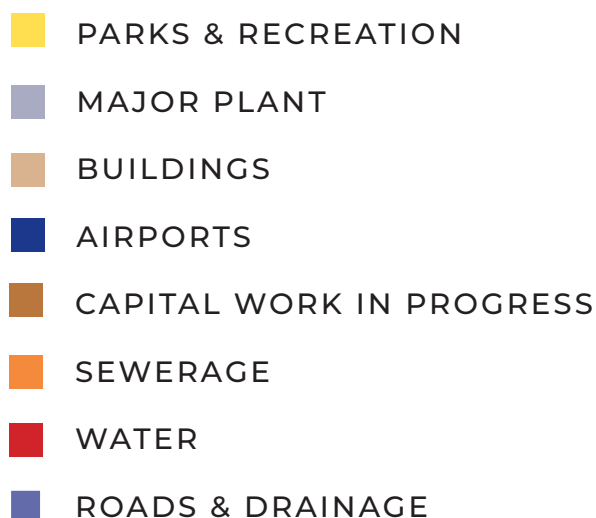 PARKS & RECREATION
MAJOR PLANT
BUILDINGS
AIRPORTS
CAPITAL WORK IN PROGRESS
SEWERAGE
WATER
ROADS & DRAINAGE